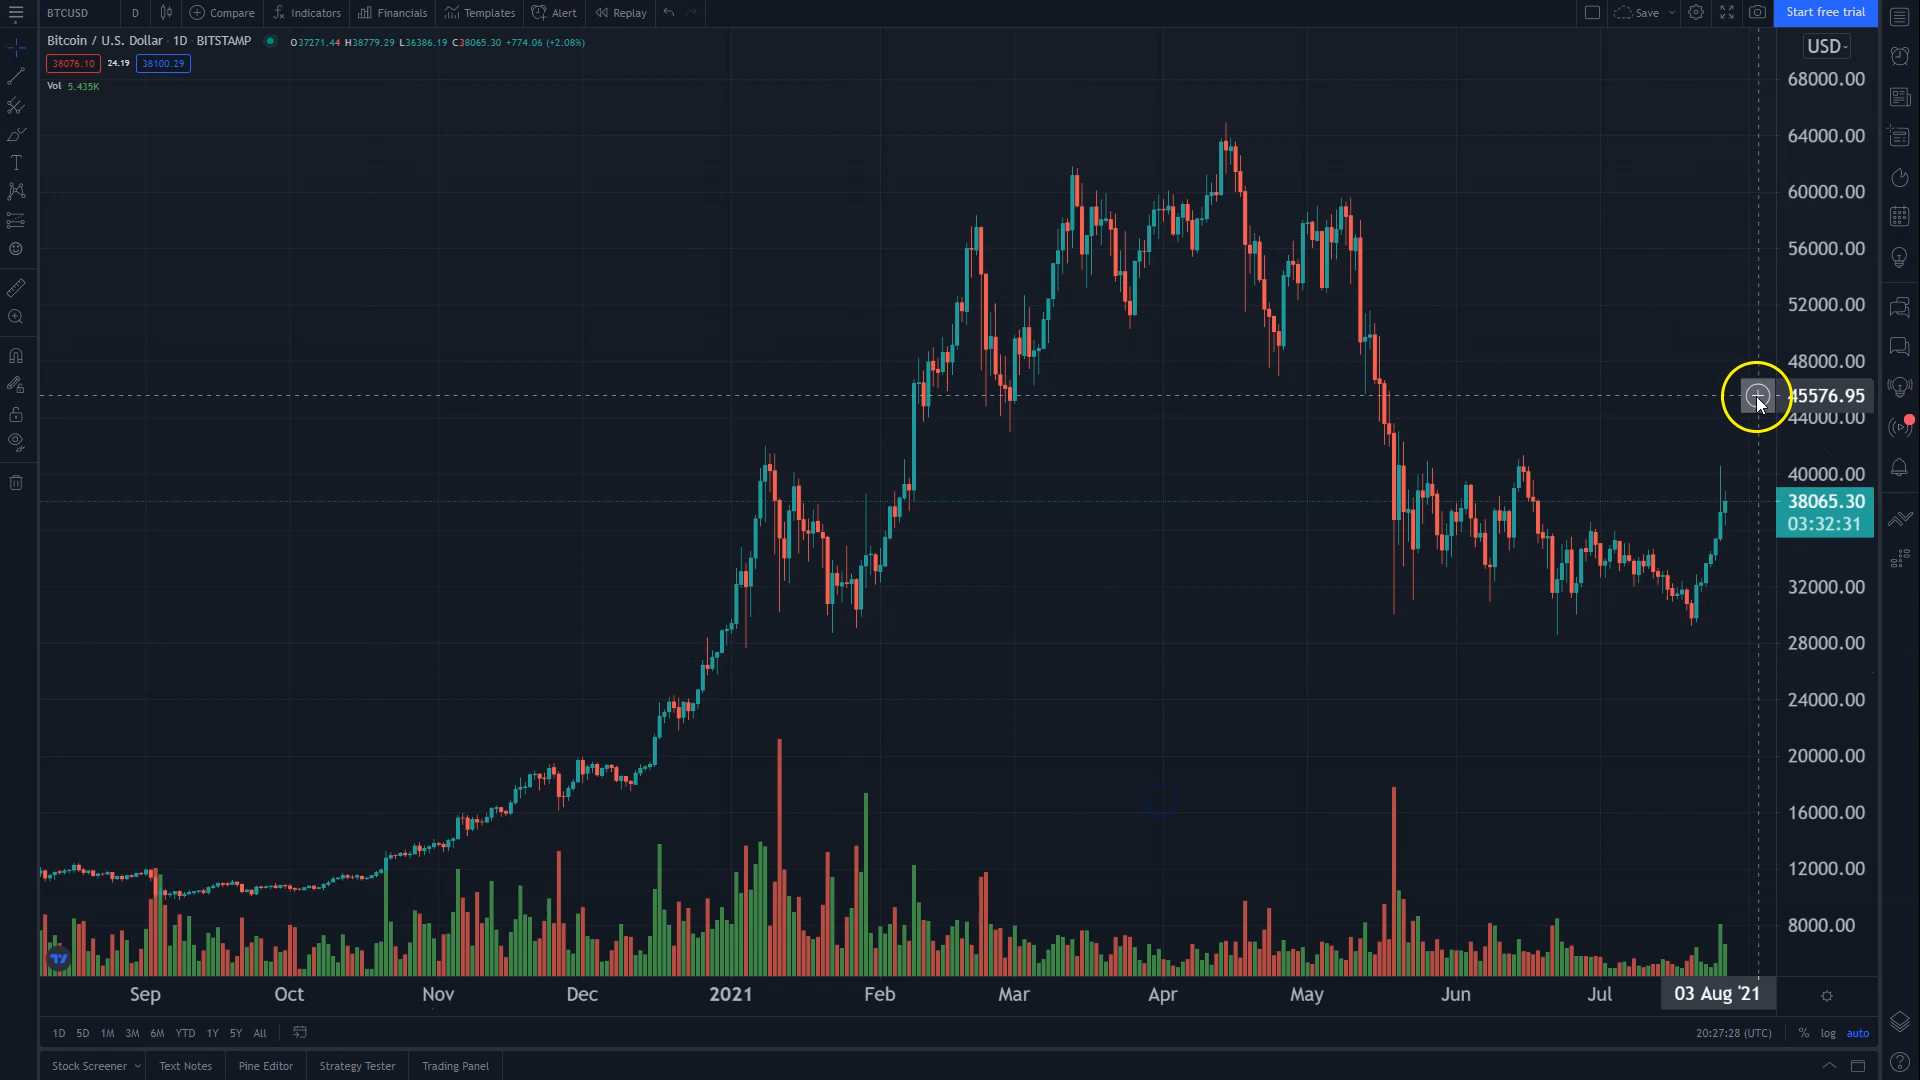 BTCUSD D Compare Indicators Financials Templates Alert Replay Save Start free trial
Bitcoin / U.S. Dollar · 1D · BITSTAMP O37271.44 H38779.29 L36386.19 C38065.30 +774.06 (+2.08%)
38076.10 24.19 38100.29
Vol 5.435K
USD
68000.00
64000.00
60000.00
56000.00
52000.00
48000.00
45576.95
44000.00
40000.00
38065.30
03:32:31
32000.00
28000.00
24000.00
20000.00
16000.00
12000.00
8000.00
Sep Oct Nov Dec 2021 Feb Mar Apr May Jun Jul 03 Aug '21
1D 5D 1M 3M 6M YTD 1Y 5Y All 20:27:28 (UTC) % log auto
Stock Screener Text Notes Pine Editor Strategy Tester Trading Panel